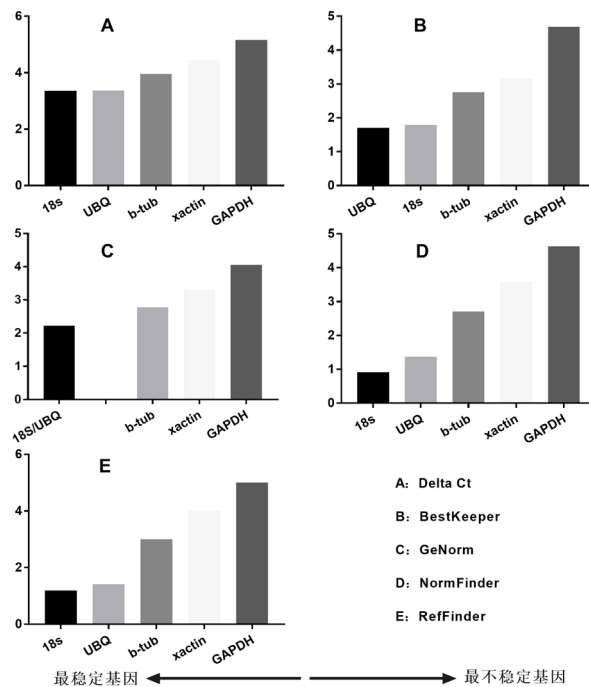 A
6
4
2
0
18s UBQ b-tub xactin GAPDH
B
5
4
3
2
1
0
UBQ 18s b-tub xactin GAPDH
C
5
4
3
2
1
0
18S/UBQ b-tub xactin GAPDH
D
5
4
3
2
1
0
18s UBQ b-tub xactin GAPDH
E
6
4
2
0
18s UBQ b-tub xactin GAPDH
A：Delta Ct
B：BestKeeper
C：GeNorm
D：NormFinder
E：RefFinder
最稳定基因 最不稳定基因